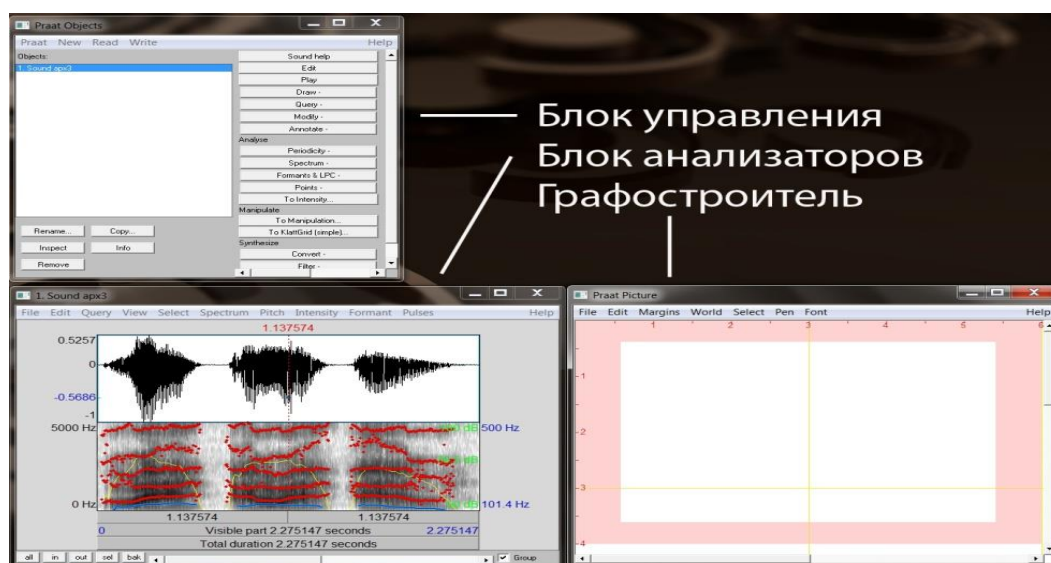 Praat Objects
Praat New Read Write Help
Objects:
1. Sound apx3
Sound help
Edit
Play
Draw -
Query -
Modify -
Annotate -
Analyse
Periodicity -
Spectrum -
Formants & LPC -
Points -
To Intensity...
Manipulate
To Manipulation...
To KlattGrid (simple)...
Synthesize
Convert -
Filter -
Rename... Copy...
Inspect Info
Remove
Блок управления
Блок анализаторов
Графостроитель
1. Sound apx3
File Edit Query View Select Spectrum Pitch Intensity Formant Pulses Help
1.137574
0.5257
0
-0.5686
-1
5000 Hz
500 Hz
0 Hz
101.4 Hz
1.137574 1.137574
0 Visible part 2.275147 seconds 2.275147
Total duration 2.275147 seconds
all in out sel bak Group
Praat Picture
File Edit Margins World Select Pen Font Help
1 2 3 4 5 6
1
2
3
4